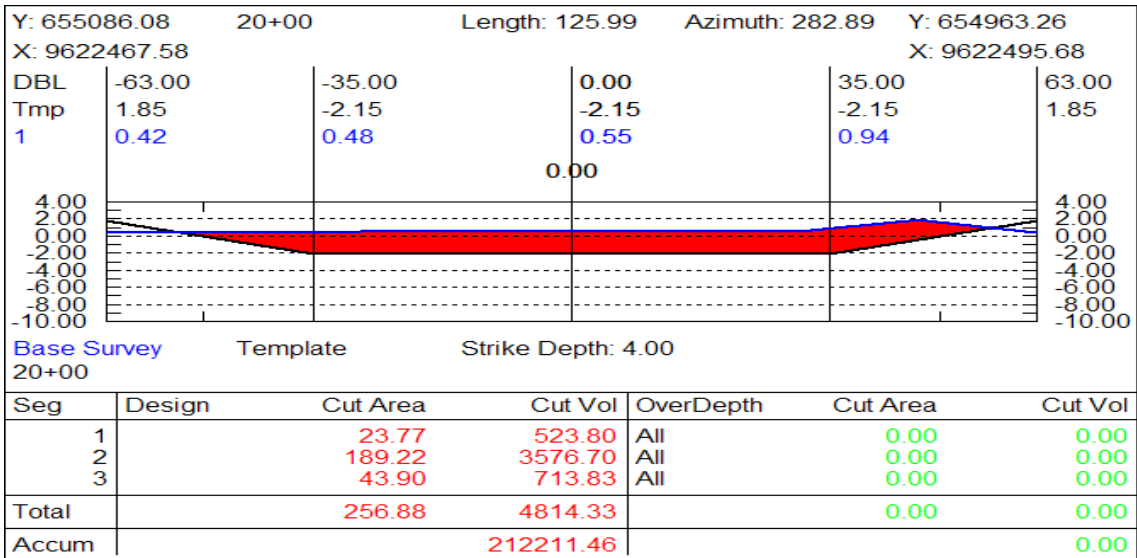 Y: 655086.08 20+00 Length: 125.99 Azimuth: 282.89 Y: 654963.26
X: 9622467.58 X: 9622495.68
DBL -63.00 -35.00 0.00 35.00 63.00
Tmp 1.85 -2.15 -2.15 -2.15 1.85
1 0.42 0.48 0.55 0.94
0.00
4.00 4.00
2.00 2.00
0.00 0.00
-2.00 -2.00
-4.00 -4.00
-6.00 -6.00
-8.00 -8.00
-10.00 -10.00
Base Survey Template Strike Depth: 4.00
20+00
Seg Design Cut Area Cut Vol OverDepth Cut Area Cut Vol
1 23.77 523.80 All 0.00 0.00
2 189.22 3576.70 All 0.00 0.00
3 43.90 713.83 All 0.00 0.00
Total 256.88 4814.33 0.00 0.00
Accum 212211.46 0.00